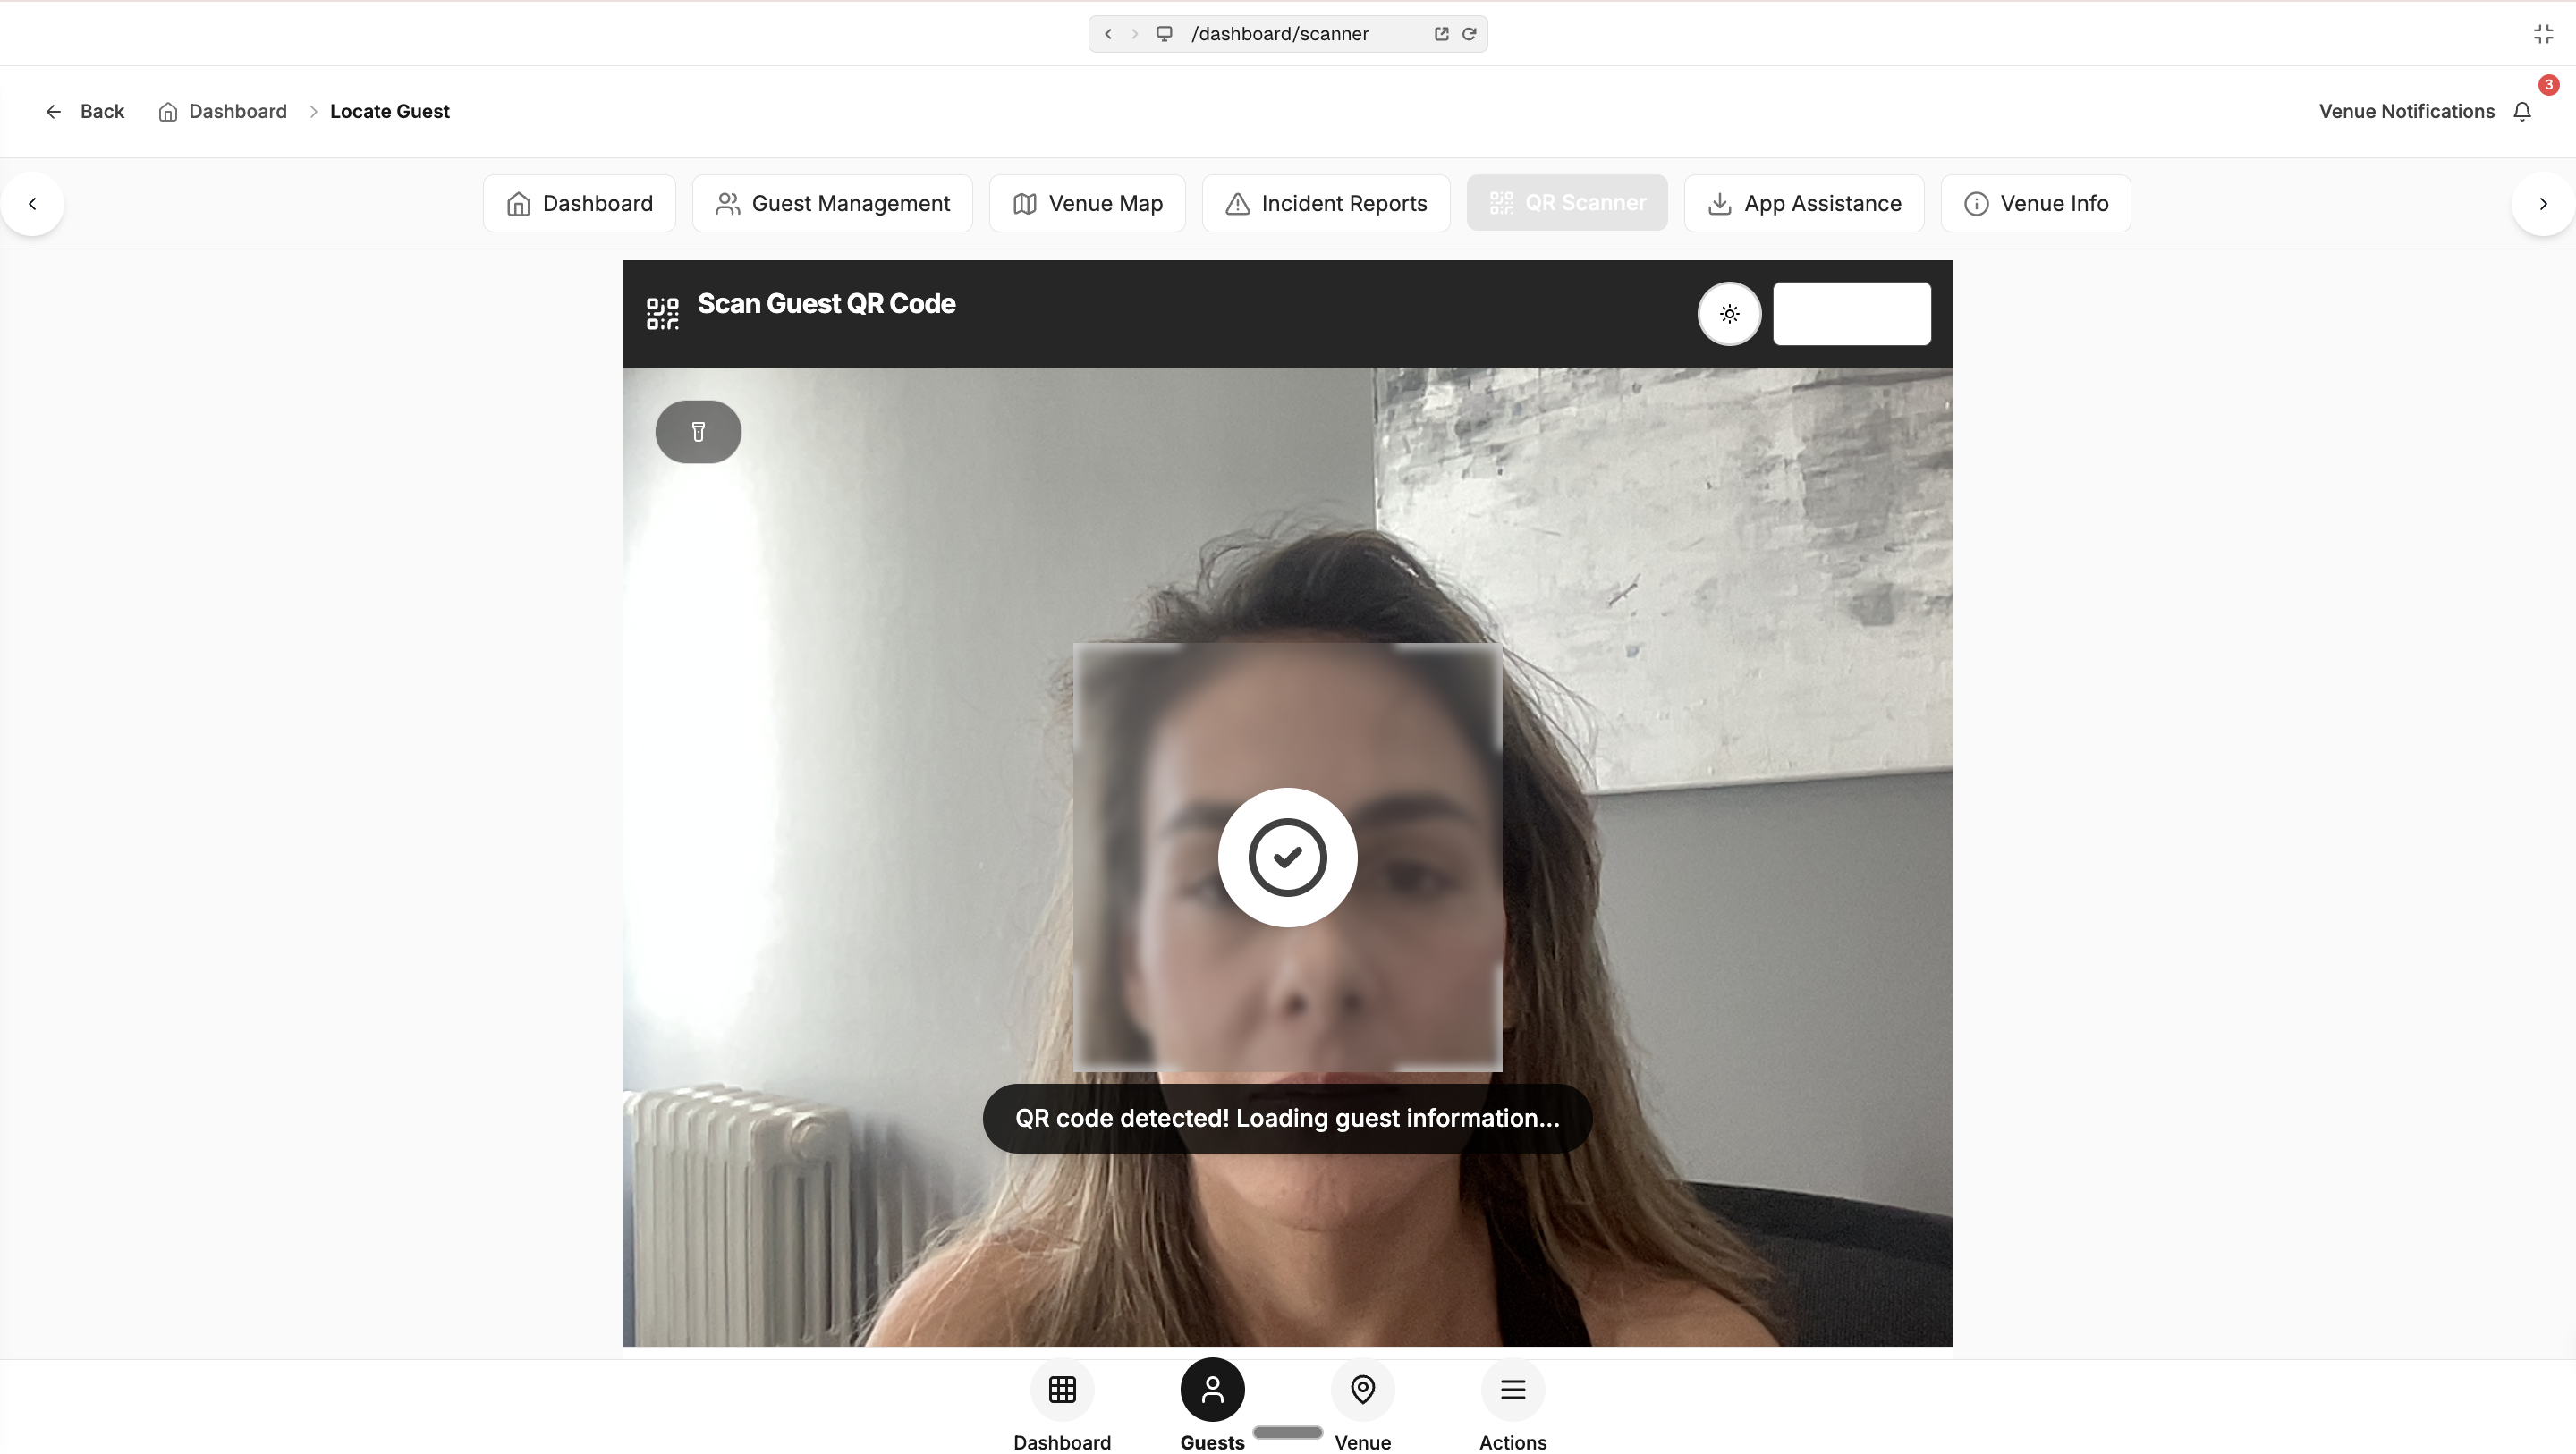 /dashboard/scanner
3
Back Dashboard Locate Guest
Venue Notifications
Dashboard Guest Management Venue Map Incident Reports QR Scanner App Assistance Venue Info
Scan Guest QR Code
QR code detected! Loading guest information...
Dashboard Guests Venue Actions